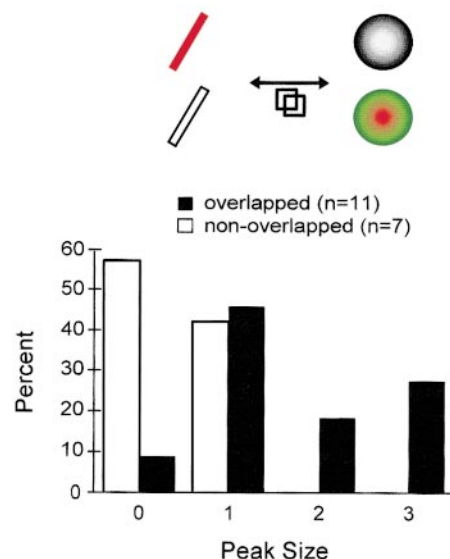 overlapped (n=11)
non-overlapped (n=7)
60
50
40
30
20
10
0
Percent
0 1 2 3
Peak Size